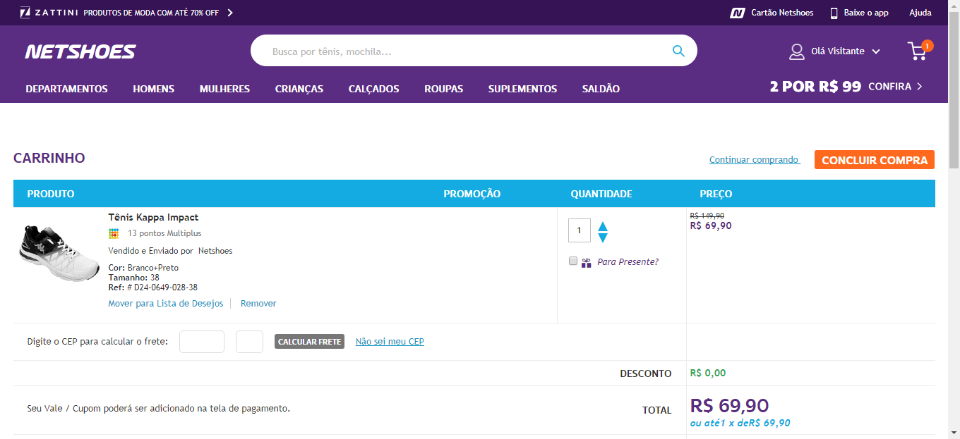 ZATTINI PRODUTOS DE MODA COM ATÉ 70% OFF
Cartão Netshoes
Baixe o app
Ajuda
NETSHOES
Busca por tênis, mochila...
Olá Visitante
1
DEPARTAMENTOS HOMENS MULHERES CRIANÇAS CALÇADOS ROUPAS SUPLEMENTOS SALDÃO
2 POR R$ 99 CONFIRA
CARRINHO
Continuar comprando
CONCLUIR COMPRA
PRODUTO PROMOÇÃO QUANTIDADE PREÇO
Tênis Kappa Impact
13 pontos Multiplus
Vendido e Enviado por Netshoes
Cor: Branco+Preto
Tamanho: 38
Ref: # D24-0649-028-38
Mover para Lista de Desejos | Remover
1
Para Presente?
R$ 149,90
R$ 69,90
Digite o CEP para calcular o frete:
CALCULAR FRETE
Não sei meu CEP
DESCONTO R$ 0,00
Seu Vale / Cupom poderá ser adicionado na tela de pagamento.
TOTAL R$ 69,90
ou até1 x deR$ 69,90